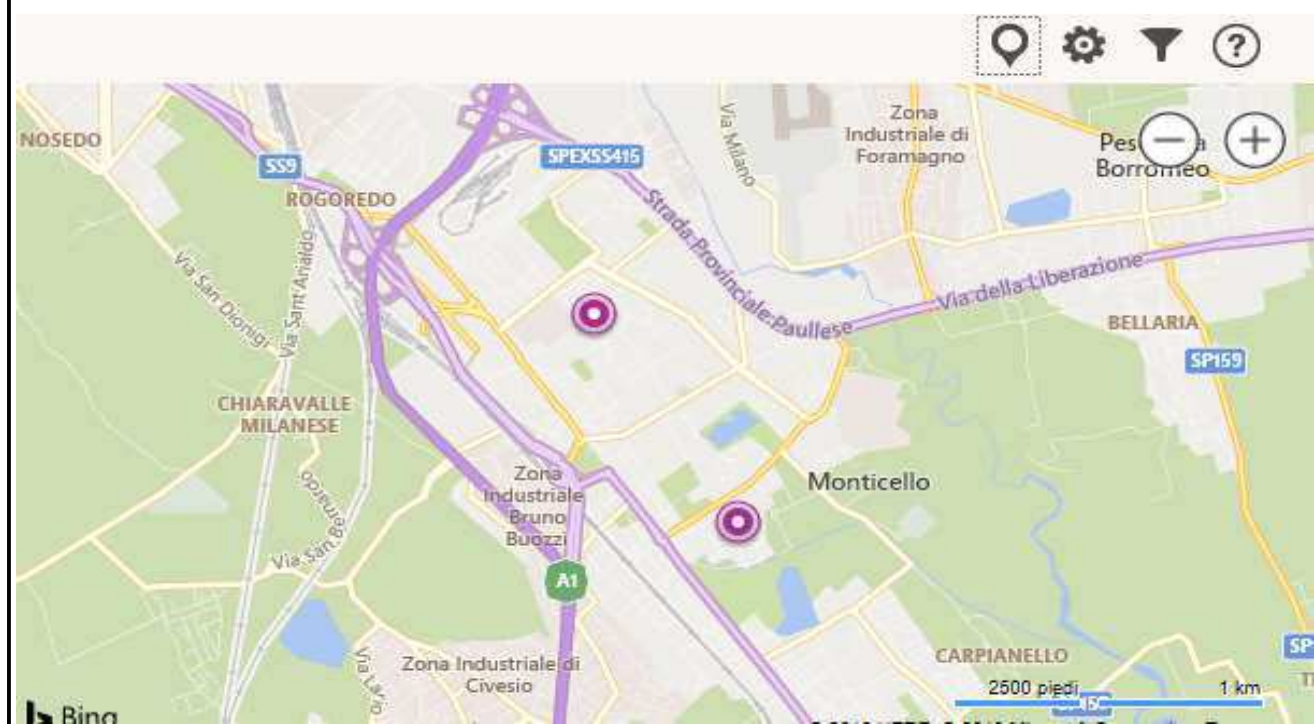 NOSEDO
SS9
ROGOREDO
SPEXSS415
Via Milano
Zona
Industriale di
Foramagno
Borromeo
Strada Provinciale Paullese
Via della Liberazione
BELLARIA
SP159
Via San Dionigi
Via Sant'Arialdo
CHIARAVALLE
MILANESE
Via San Bernardo
Zona
Industriale
Bruno
Buozzi
Monticello
A1
Zona Industriale di
Civesio
CARPIANELLO
2500 piedi
1 km
SP
Bing